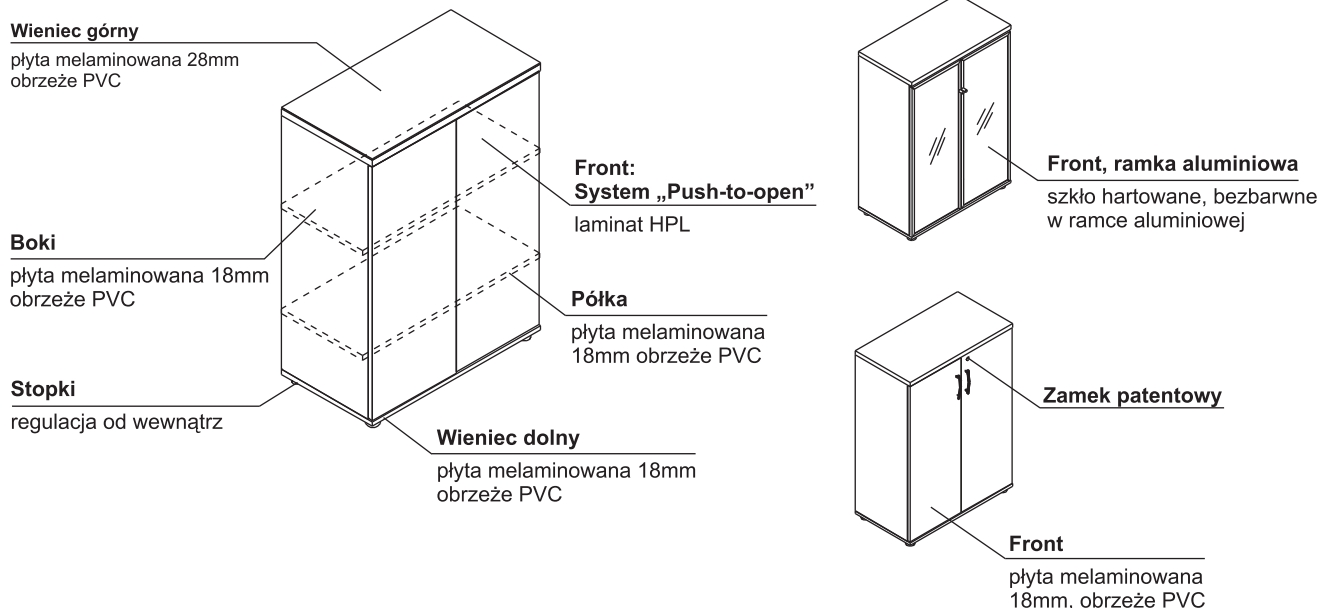 Wieniec górny
płyta melaminowana 28mm
obrzeże PVC
Boki
płyta melaminowana 18mm
obrzeże PVC
Stopki
regulacja od wewnątrz
Wieniec dolny
płyta melaminowana 18mm
obrzeże PVC
Front:
System „Push-to-open”
laminat HPL
Półka
płyta melaminowana
18mm obrzeże PVC
Front, ramka aluminiowa
szkło hartowane, bezbarwne
w ramce aluminiowej
Zamek patentowy
Front
płyta melaminowana
18mm, obrzeże PVC